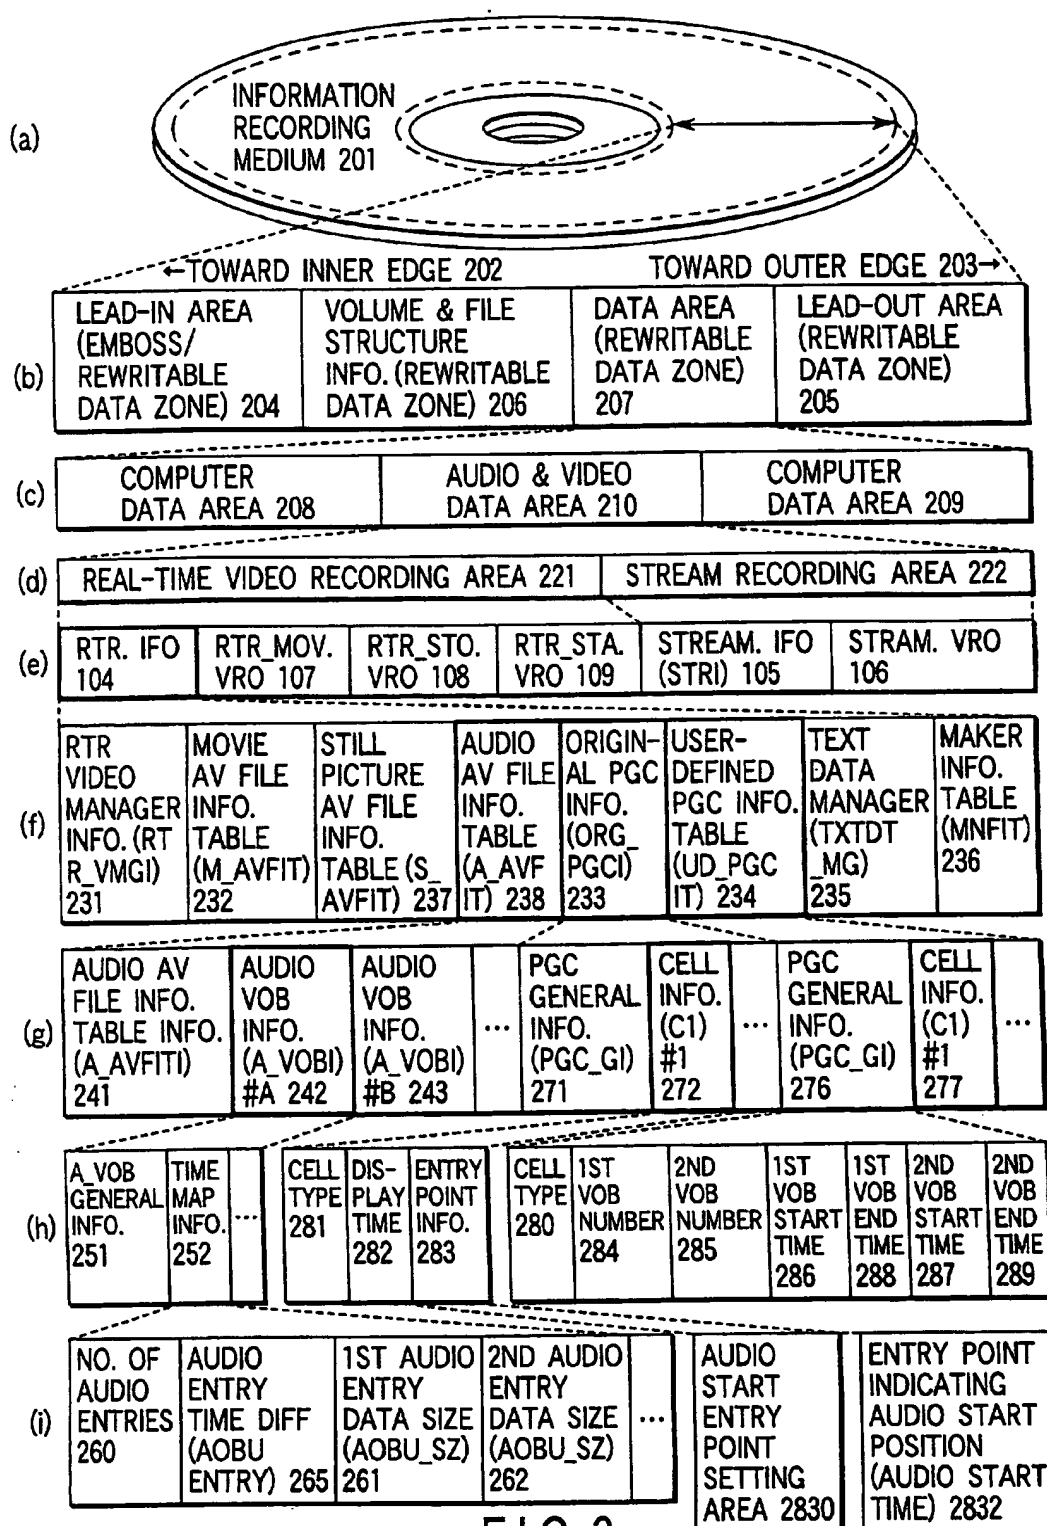 (a)
INFORMATION
RECORDING
MEDIUM 201
←TOWARD INNER EDGE 202
TOWARD OUTER EDGE 203→
(b)
LEAD-IN AREA
(EMBOSS/
REWRITABLE
DATA ZONE) 204
VOLUME & FILE
STRUCTURE
INFO. (REWRITABLE
DATA ZONE) 206
DATA AREA
(REWRITABLE
DATA ZONE)
207
LEAD-OUT AREA
(REWRITABLE
DATA ZONE)
205
(c)
COMPUTER
DATA AREA 208
AUDIO & VIDEO
DATA AREA 210
COMPUTER
DATA AREA 209
(d)
REAL-TIME VIDEO RECORDING AREA 221
STREAM RECORDING AREA 222
(e)
RTR. IFO
104
RTR_MOV.
VRO 107
RTR_STO.
VRO 108
RTR_STA.
VRO 109
STREAM. IFO
(STRI) 105
STRAM. VRO
106
(f)
RTR
VIDEO
MANAGER
INFO. (RT
R_VMGI)
231
MOVIE
AV FILE
INFO.
TABLE
(M_AVFIT)
232
STILL
PICTURE
AV FILE
INFO.
TABLE (S_
AVFIT) 237
AUDIO
AV FILE
INFO.
TABLE
(A_AVF
IT) 238
ORIGIN-
AL PGC
INFO.
(ORG_
PGCI)
233
USER-
DEFINED
PGC INFO.
TABLE
(UD_PGC
IT) 234
TEXT
DATA
MANAGER
(TXTDT
_MG)
235
MAKER
INFO.
TABLE
(MNFIT)
236
(g)
AUDIO AV
FILE INFO.
TABLE INFO.
(A_AVFITI)
241
AUDIO
VOB
INFO.
(A_VOBI)
#A 242
AUDIO
VOB
INFO.
(A_VOBI)
#B 243
...
PGC
GENERAL
INFO.
(PGC_GI)
271
CELL
INFO.
(C1)
#1
272
...
PGC
GENERAL
INFO.
(PGC_GI)
276
CELL
INFO.
(C1)
#1
277
...
(h)
A_VOB
GENERAL
INFO.
251
TIME
MAP
INFO.
252
...
CELL
TYPE
281
DIS-
PLAY
TIME
282
ENTRY
POINT
INFO.
283
CELL
TYPE
280
1ST
VOB
NUMBER
284
2ND
VOB
NUMBER
285
1ST
VOB
START
TIME
286
1ST
VOB
END
TIME
288
2ND
VOB
START
TIME
287
2ND
VOB
END
TIME
289
(i)
NO. OF
AUDIO
ENTRIES
260
AUDIO
ENTRY
TIME DIFF
(AOBU
ENTRY) 265
1ST AUDIO
ENTRY
DATA SIZE
(AOBU_SZ)
261
2ND AUDIO
ENTRY
DATA SIZE
(AOBU_SZ)
262
...
AUDIO
START
ENTRY
POINT
SETTING
AREA 2830
ENTRY POINT
INDICATING
AUDIO START
POSITION
(AUDIO START
TIME) 2832